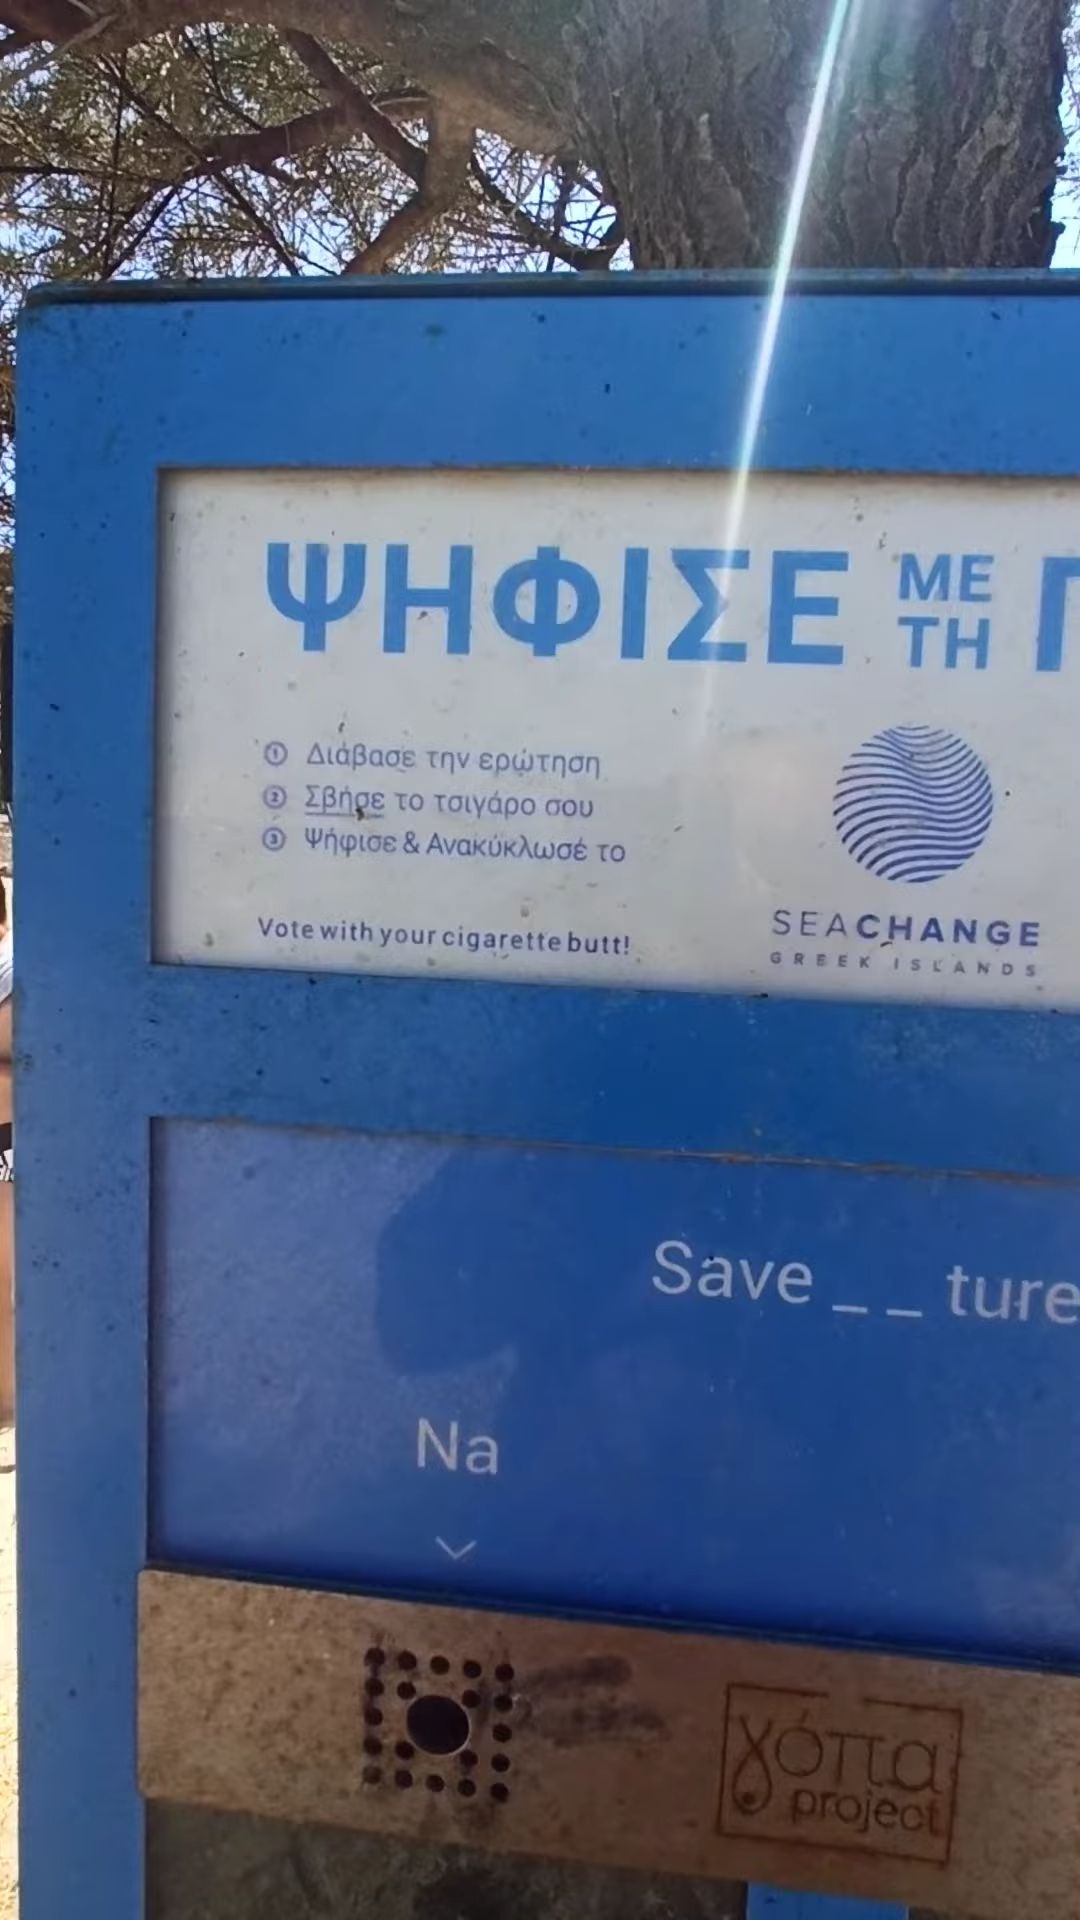 ΨΗΦΙΣΕ ΜΕ ΤΗ
① Διάβασε την ερώτηση
② Σβήσε το τσιγάρο σου
③ Ψήφισε & Ανακύκλωσέ το
Vote with your cigarette butt!
SEACHANGE
GREEK ISLANDS
Save _ _ ture
Na
γόπα
project